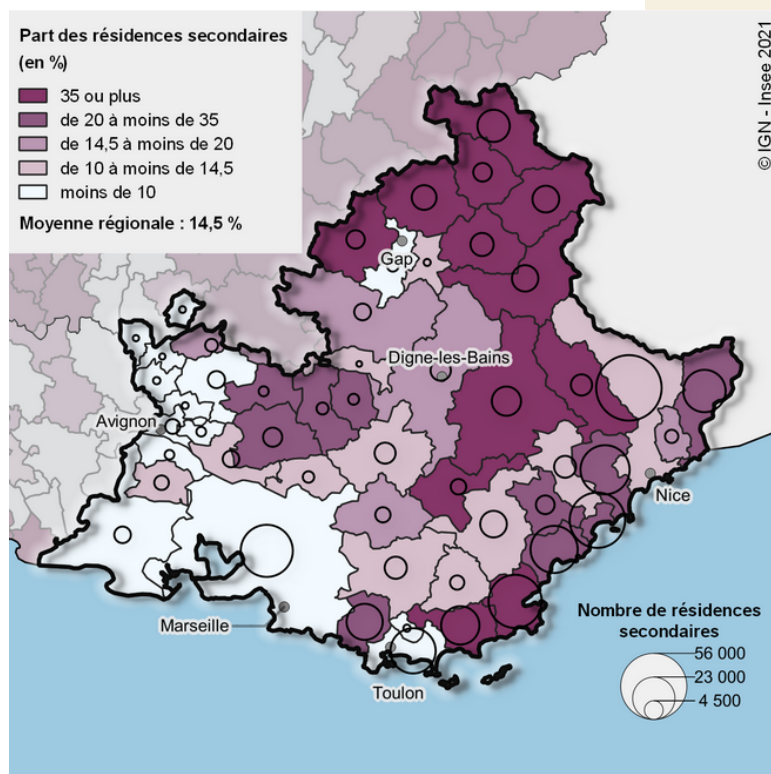 Part des résidences secondaires
(en %)
35 ou plus
de 20 à moins de 35
de 14,5 à moins de 20
de 10 à moins de 14,5
moins de 10
Moyenne régionale : 14,5 %
© IGN - Insee 2021
Gap
Digne-les-Bains
Avignon
Nice
Marseille
Toulon
Nombre de résidences
secondaires
56 000
23 000
4 500